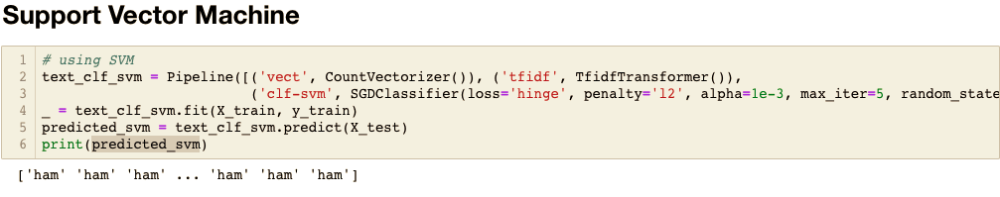 Support Vector Machine
1 # using SVM
2 text_clf_svm = Pipeline([('vect', CountVectorizer()), ('tfidf', TfidfTransformer()),
3 ('clf-svm', SGDClassifier(loss='hinge', penalty='l2', alpha=1e-3, max_iter=5, random_state
4 _ = text_clf_svm.fit(X_train, y_train)
5 predicted_svm = text_clf_svm.predict(X_test)
6 print(predicted_svm)
['ham' 'ham' 'ham' ... 'ham' 'ham' 'ham']